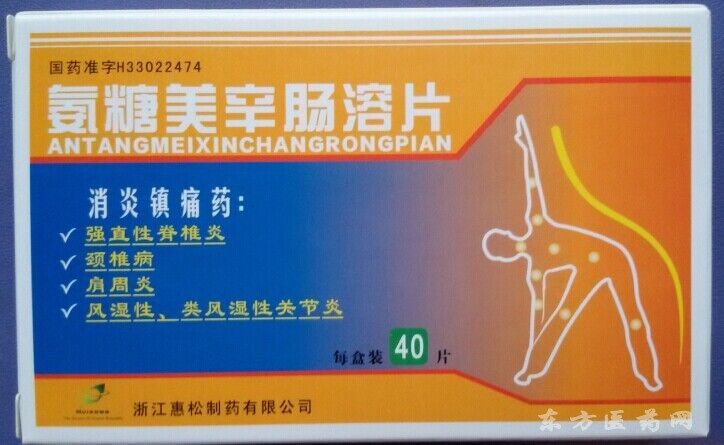 国药准字H33022474
氨糖美辛肠溶片
ANTANGMEIXINCHANGRONGPIAN
消炎镇痛药:
✓ 强直性脊椎炎
✓ 颈椎病
✓ 肩周炎
✓ 风湿性、类风湿性关节炎
每盒装 40 片
浙江惠松制药有限公司
东方医药网